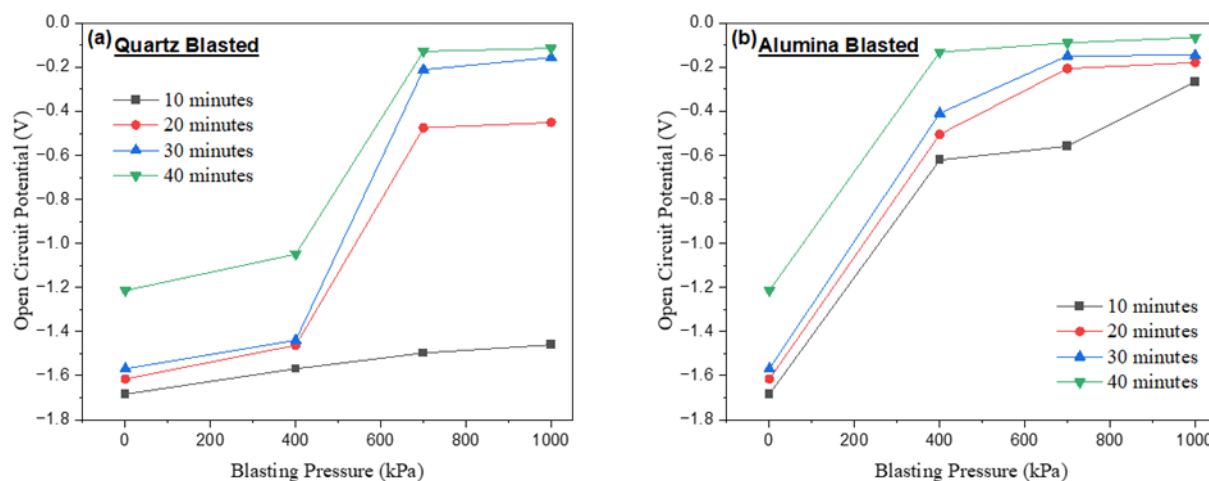 (a) Quartz Blasted
10 minutes
20 minutes
30 minutes
40 minutes
Open Circuit Potential (V)
0.0
−0.2
−0.4
−0.6
−0.8
−1.0
−1.2
−1.4
−1.6
−1.8
0 200 400 600 800 1000
Blasting Pressure (kPa)
(b) Alumina Blasted
10 minutes
20 minutes
30 minutes
40 minutes
Open Circuit Potential (V)
0.0
−0.2
−0.4
−0.6
−0.8
−1.0
−1.2
−1.4
−1.6
−1.8
0 200 400 600 800 1000
Blasting Pressure (kPa)